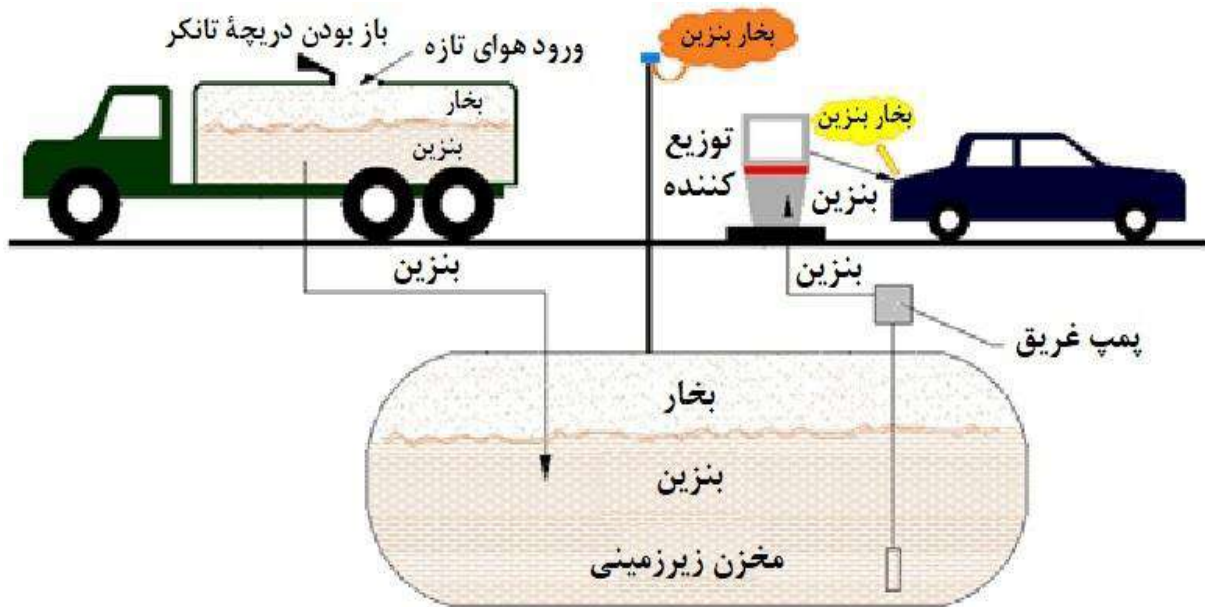 باز بودن دریچهٔ تانکر
ورود هوای تازه
بخار بنزین
بخار
بنزین
توزیع
کننده
بخار بنزین
بنزین
بنزین
بنزین
پمپ غریق
بخار
بنزین
مخزن زیرزمینی